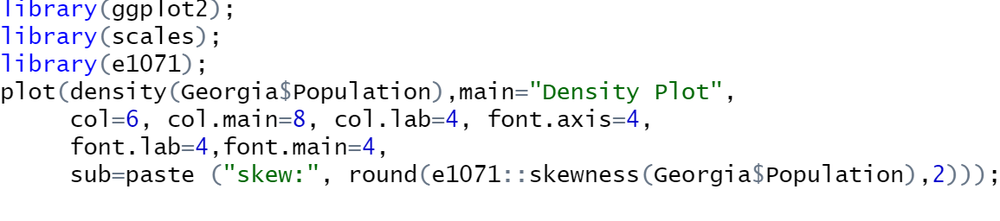 library(ggplot2);
library(scales);
library(e1071);
plot(density(Georgia$Population),main="Density Plot",
     col=6, col.main=8, col.lab=4, font.axis=4,
     font.lab=4,font.main=4,
     sub=paste ("skew:", round(e1071::skewness(Georgia$Population),2)));